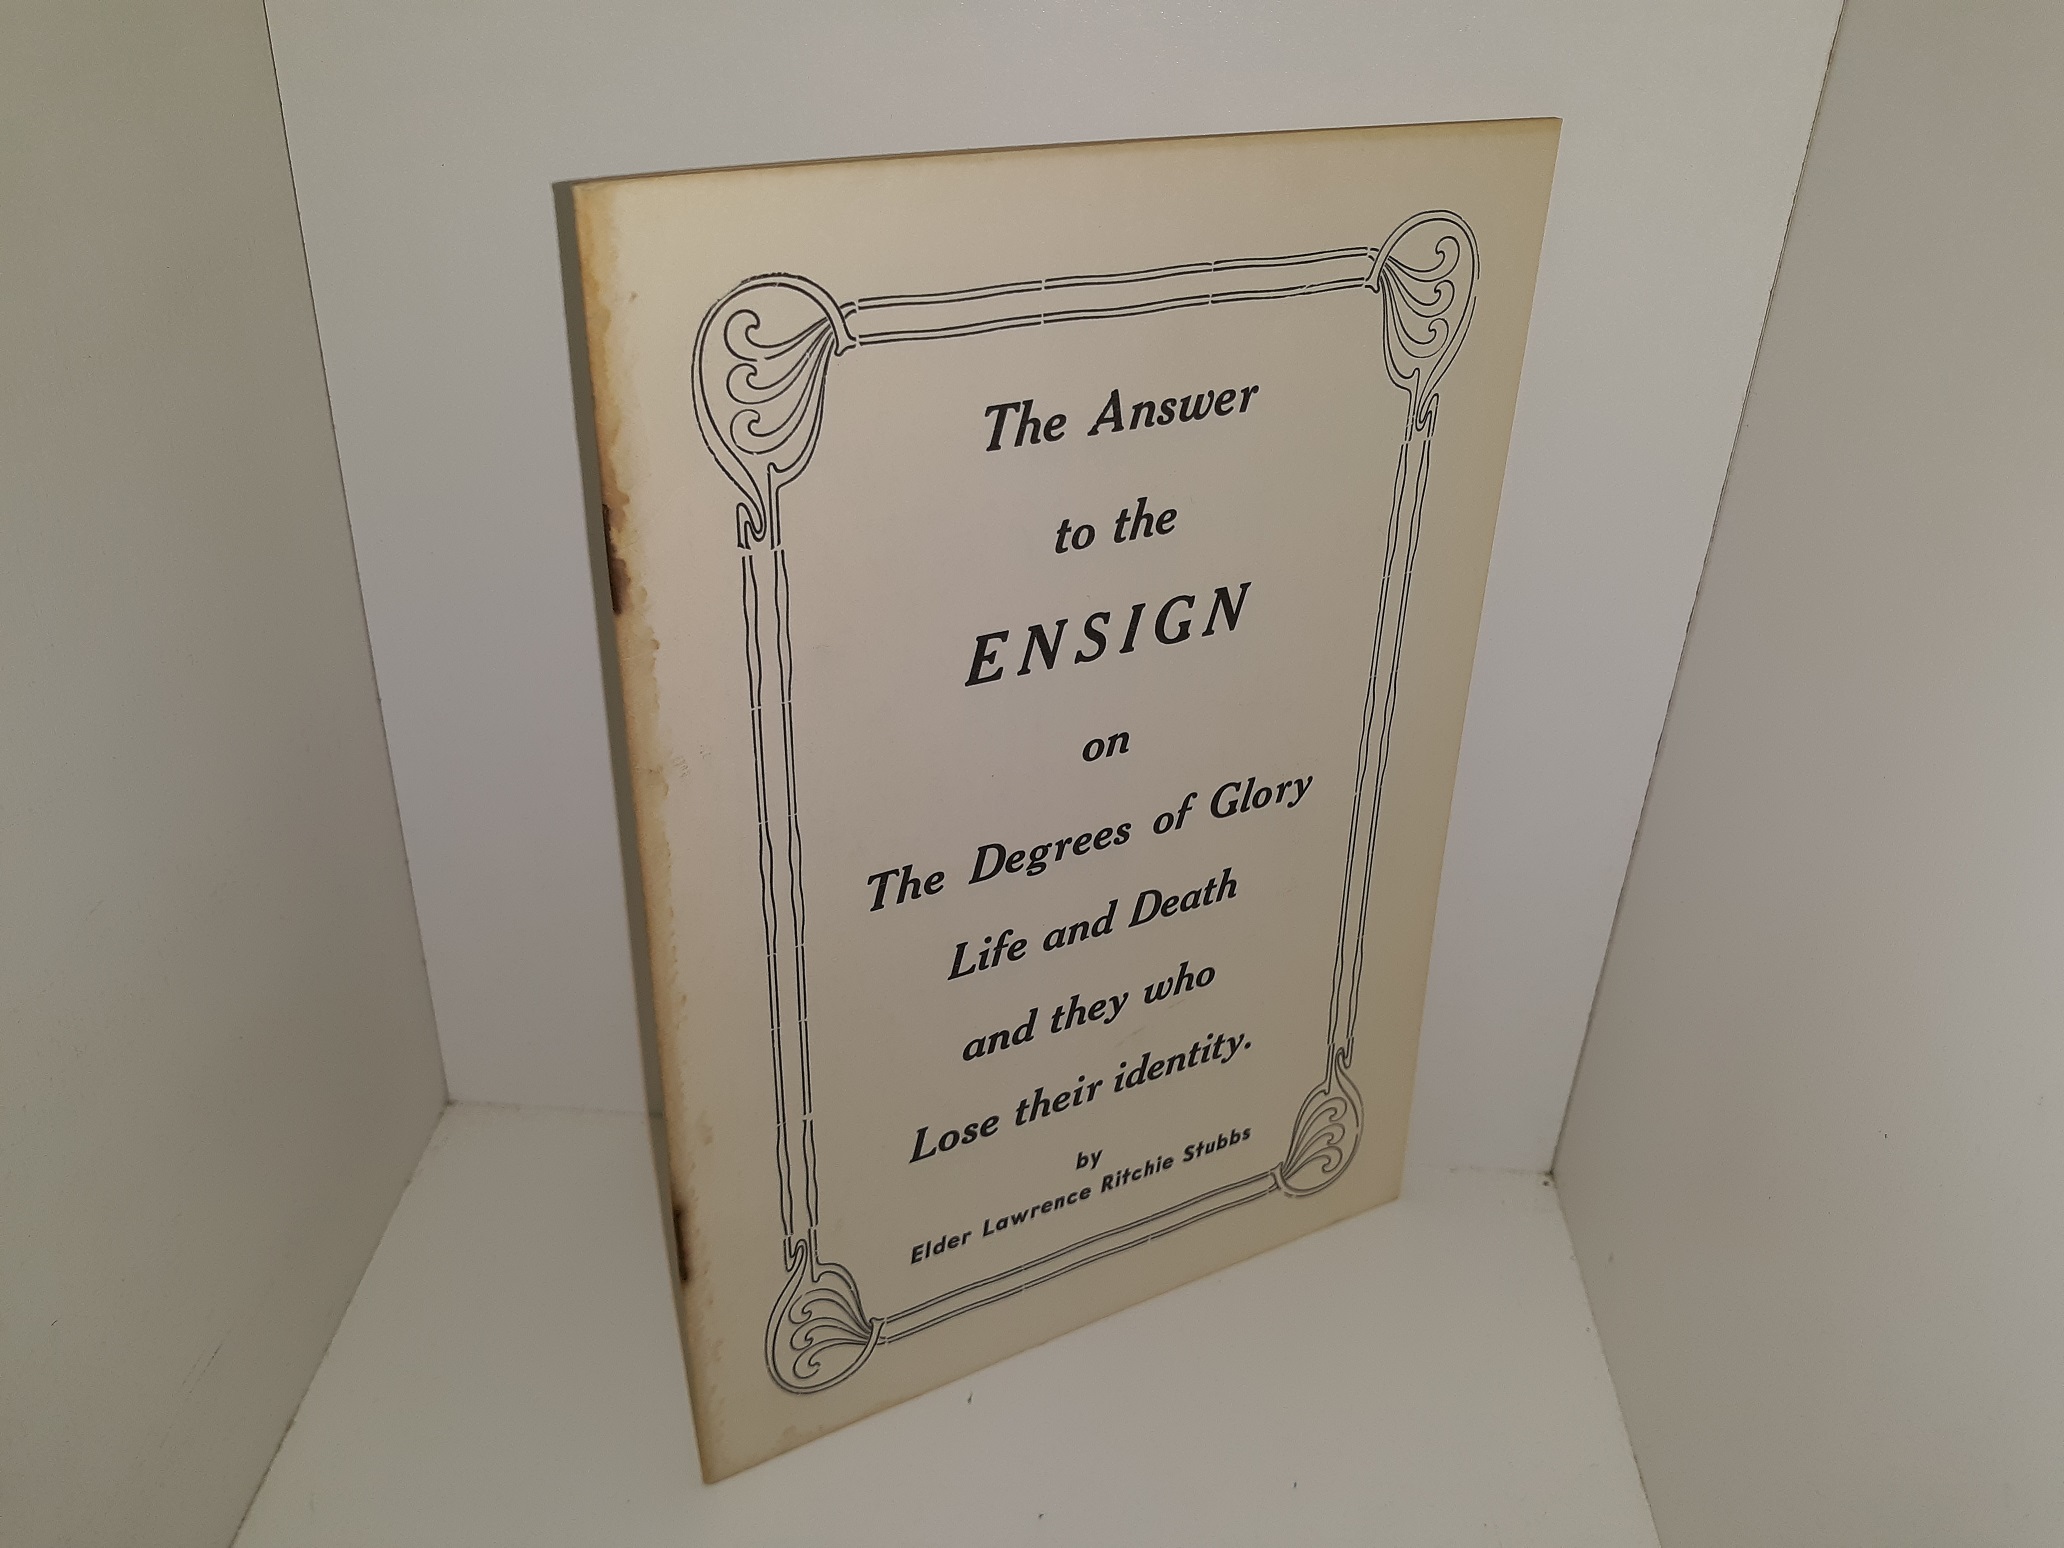 The Answer
to the
ENSIGN
on
The Degrees of Glory
Life and Death
and they who
Lose their identity.
by
Elder Lawrence Ritchie Stubbs